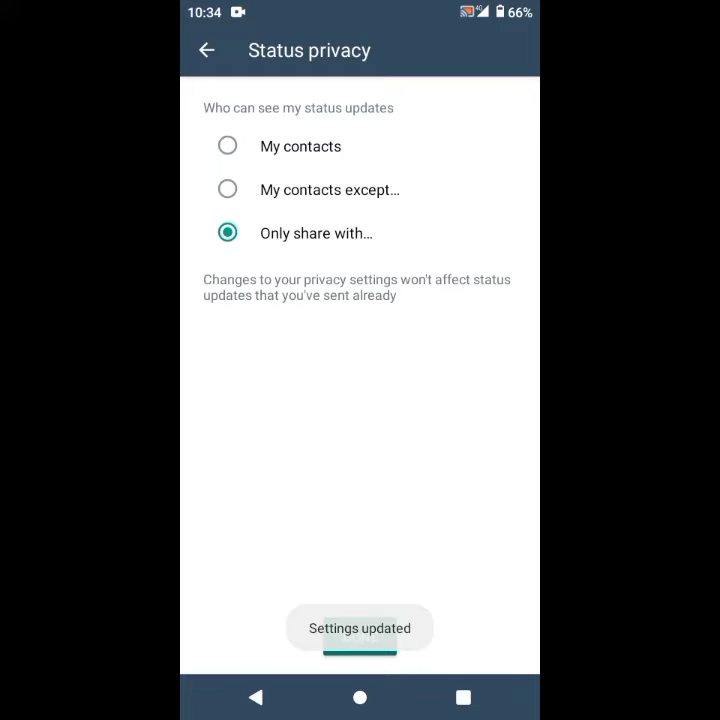 10:34 4G 66%
Status privacy
Who can see my status updates
My contacts
My contacts except...
Only share with...
Changes to your privacy settings won't affect status
updates that you've sent already
Settings updated